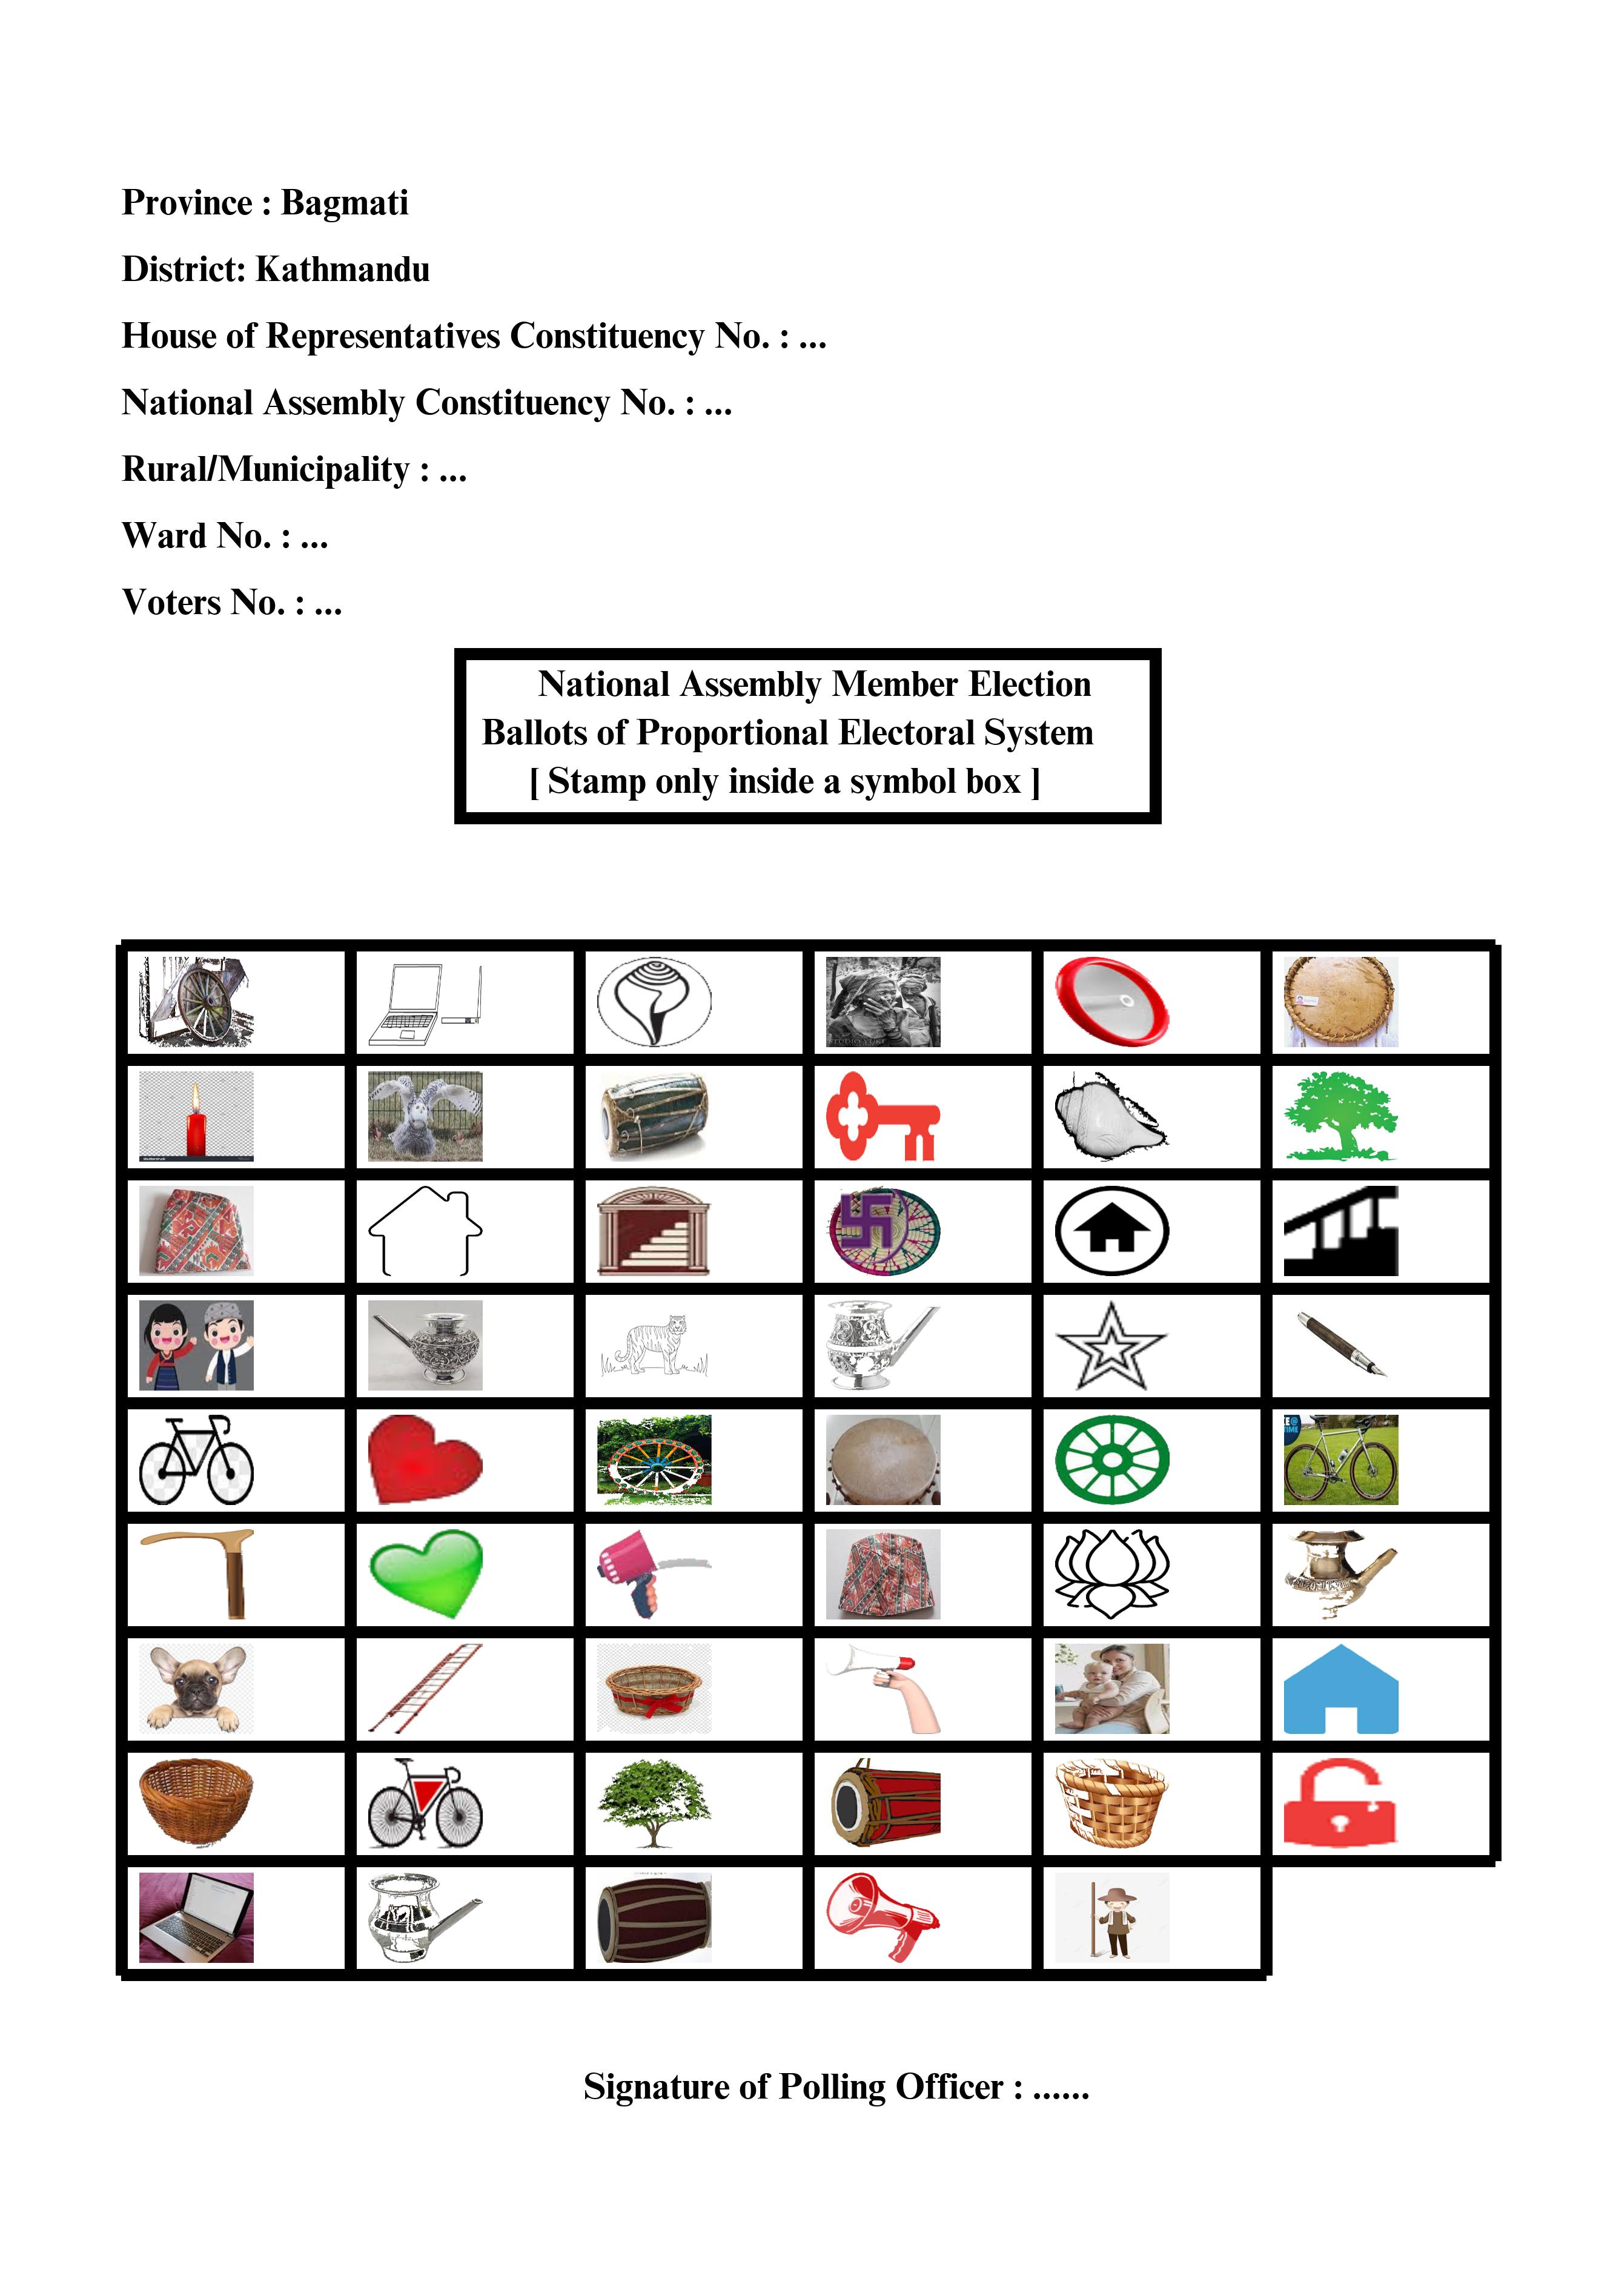 Province : Bagmati
District: Kathmandu
House of Representatives Constituency No. : ...
National Assembly Constituency No. : ...
Rural/Municipality : ...
Ward No. : ...
Voters No. : ...
National Assembly Member Election
Ballots of Proportional Electoral System
[ Stamp only inside a symbol box ]
Signature of Polling Officer : ......